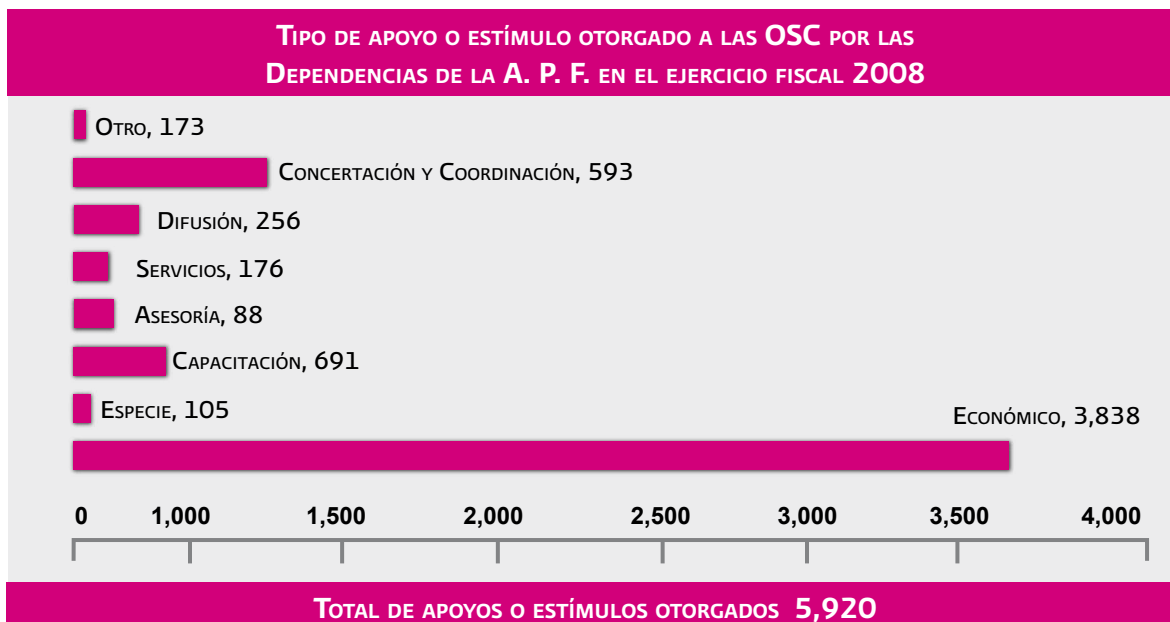 Tipo de apoyo o estímulo otorgado a las OSC por las
Dependencias de la A. P. F. en el ejercicio fiscal 2008
Otro, 173
Concertación y Coordinación, 593
Difusión, 256
Servicios, 176
Asesoría, 88
Capacitación, 691
Especie, 105
Económico, 3,838
0 1,000 1,500 2,000 2,500 3,000 3,500 4,000
Total de apoyos o estímulos otorgados 5,920